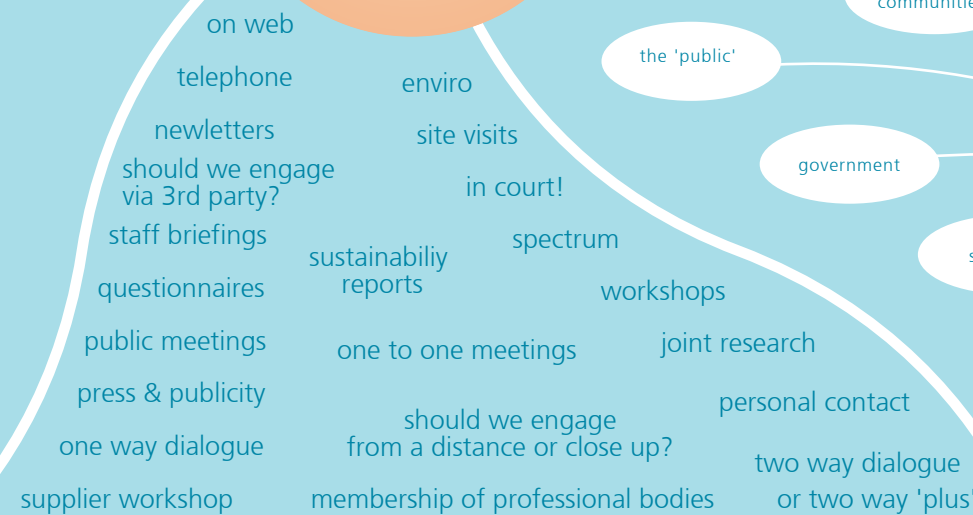 on web
telephone
newletters
should we engage
via 3rd party?
staff briefings
questionnaires
public meetings
press & publicity
one way dialogue
supplier workshop
enviro
site visits
in court!
spectrum
sustainabiliy
reports
workshops
one to one meetings
joint research
should we engage
from a distance or close up?
personal contact
two way dialogue
or two way 'plus'
membership of professional bodies
the 'public'
government